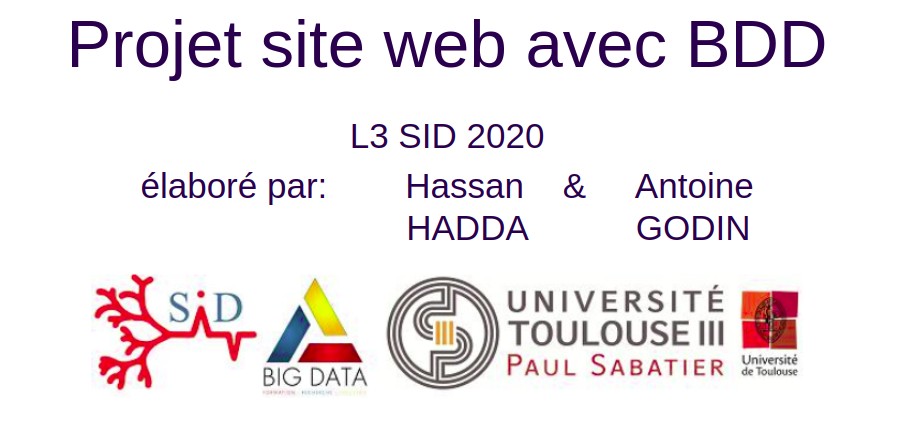 Projet site web avec BDD
L3 SID 2020
élaboré par: Hassan & Antoine
HADDA GODIN
SiD
BIG DATA
UNIVERSITÉ
TOULOUSE III
PAUL SABATIER
Université
de Toulouse